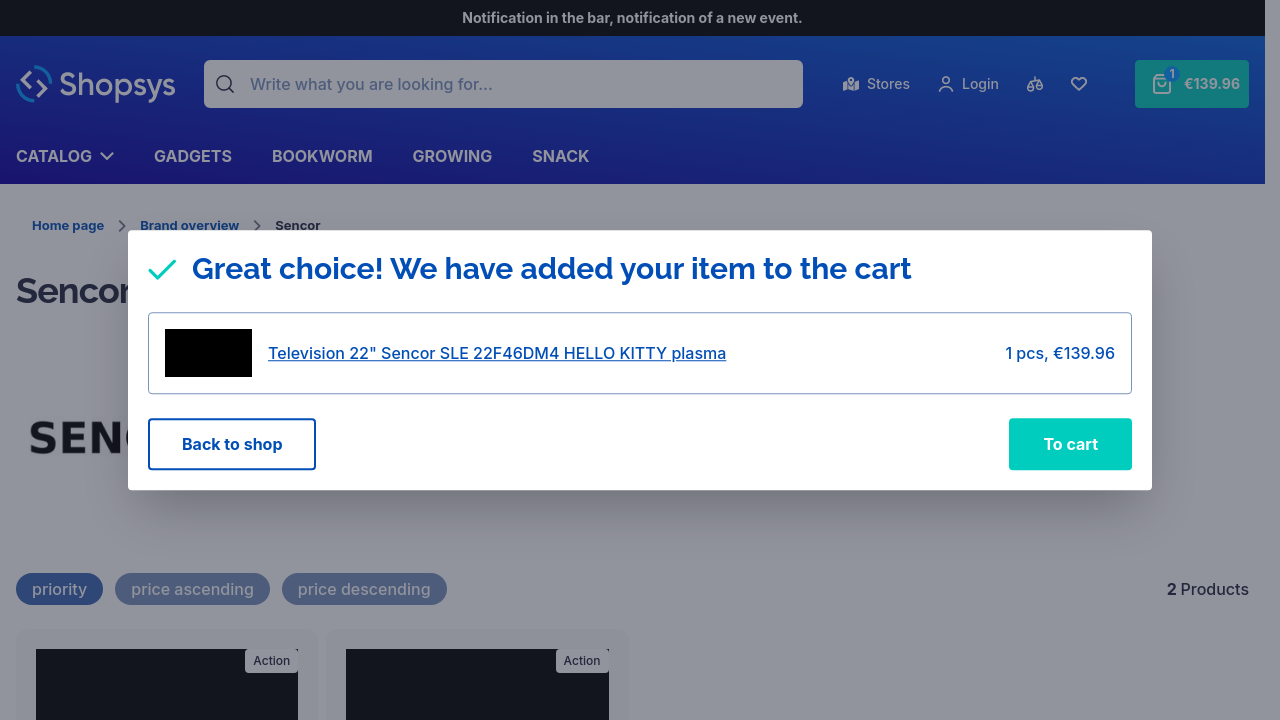 Notification in the bar, notification of a new event.
Shopsys
Write what you are looking for...
Stores
Login
1
€139.96
CATALOG
GADGETS
BOOKWORM
GROWING
SNACK
Home page
Brand overview
Sencor
Great choice! We have added your item to the cart
Sencor
Television 22" Sencor SLE 22F46DM4 HELLO KITTY plasma
1 pcs, €139.96
Back to shop
To cart
priority
price ascending
price descending
2 Products
Action
Action